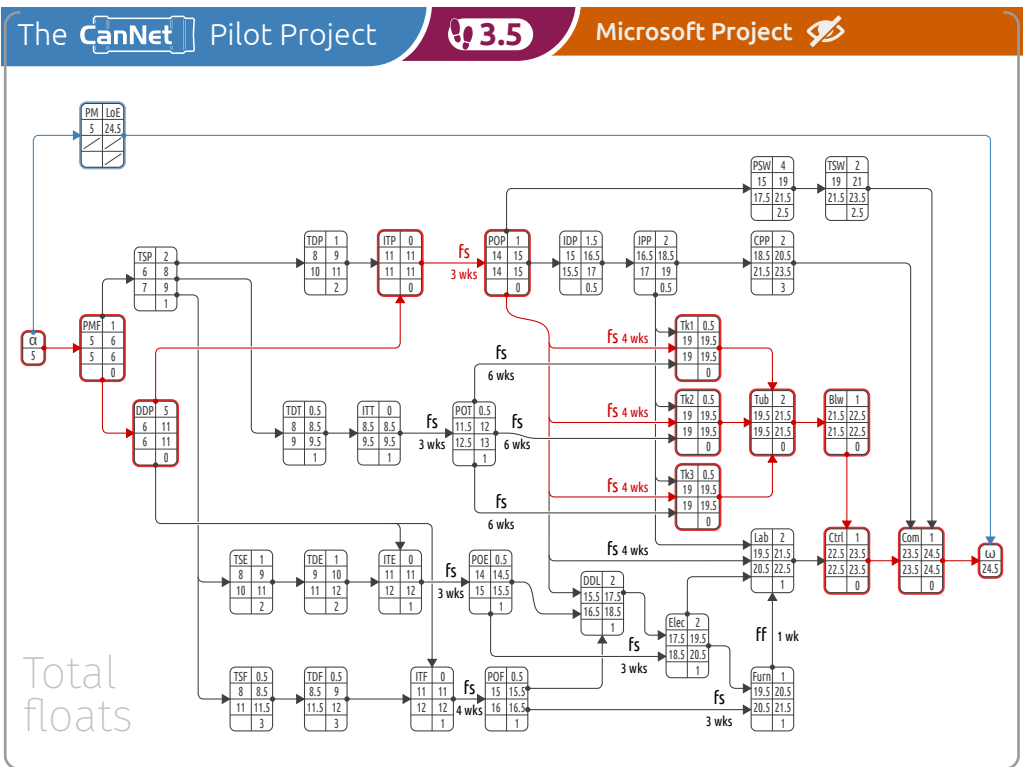 The CanNet Pilot Project
3.5
Microsoft Project
PM LoE
5 24.5
PSW 4
15 19
17.5 21.5
2.5
TSW 2
19 21
21.5 23.5
2.5
TSP 2
6 8
7 9
1
TDP 1
8 9
10 11
2
ITP 0
11 11
11 11
0
fs
3 wks
POP 1
14 15
14 15
0
IDP 1.5
15 16.5
15.5 17
0.5
IPP 2
16.5 18.5
17 19
0.5
CPP 2
18.5 20.5
21.5 23.5
3
α
5
PMF 1
5 6
5 6
0
fs 4 wks
Tk1 0.5
19 19.5
19 19.5
0
fs
6 wks
DDP 5
6 11
6 11
0
TDT 0.5
8 8.5
9 9.5
1
ITT 0
8.5 8.5
9.5 9.5
1
fs
3 wks
POT 0.5
11.5 12
12.5 13
1
fs
6 wks
fs 4 wks
Tk2 0.5
19 19.5
19 19.5
0
Tub 2
19.5 21.5
19.5 21.5
0
Blw 1
21.5 22.5
21.5 22.5
0
fs 4 wks
Tk3 0.5
19 19.5
19 19.5
0
fs
6 wks
TSE 1
8 9
10 11
2
TDE 1
9 10
11 12
2
ITE 0
11 11
12 12
1
fs
3 wks
POE 0.5
14 14.5
15 15.5
1
fs 4 wks
DDL 2
15.5 17.5
16.5 18.5
1
Lab 2
19.5 21.5
20.5 22.5
1
Ctrl 1
22.5 23.5
22.5 23.5
0
Com 1
23.5 24.5
23.5 24.5
0
ω
24.5
Elec 2
17.5 19.5
18.5 20.5
1
fs
3 wks
ff 1 wk
TSF 0.5
8 8.5
11 11.5
3
TDF 0.5
8.5 9
11.5 12
3
ITF 0
11 11
12 12
1
fs
4 wks
POF 0.5
15 15.5
16 16.5
1
fs
3 wks
Furn 1
19.5 20.5
20.5 21.5
1
Total
floats